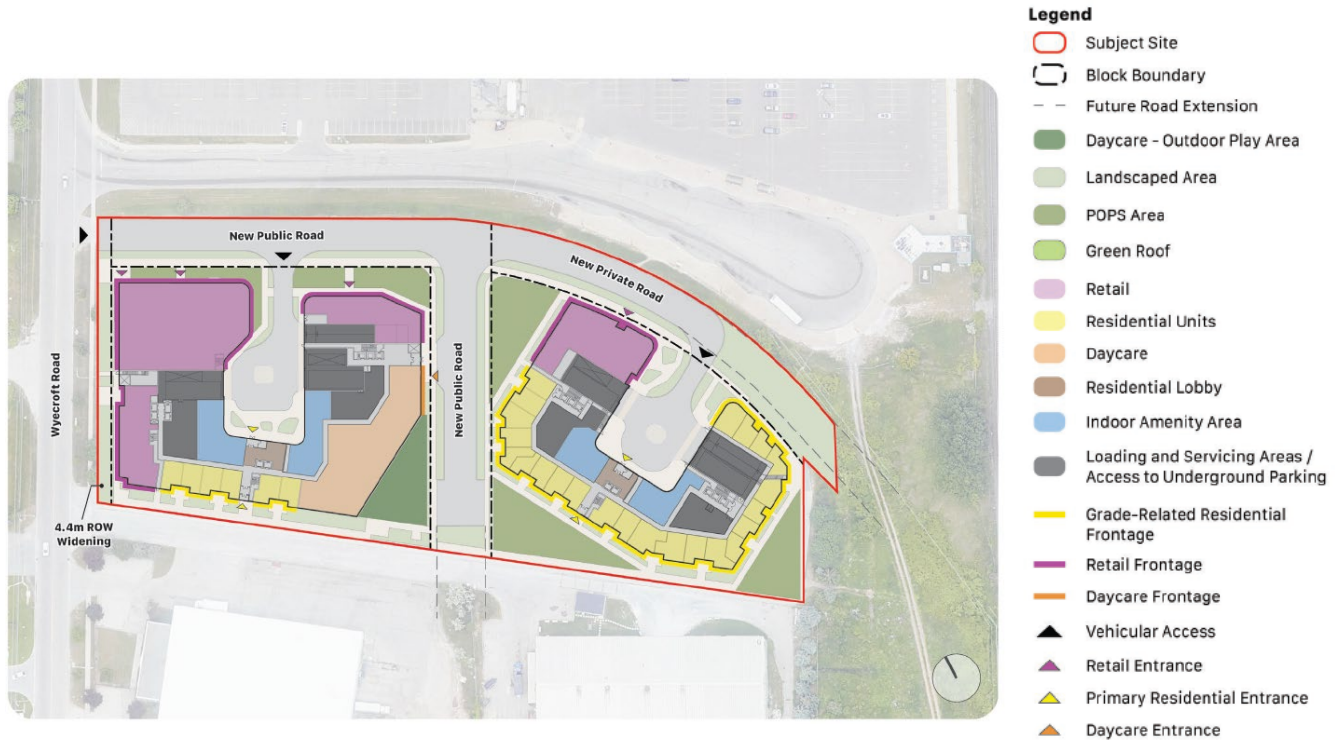 Legend
Subject Site
Block Boundary
Future Road Extension
Daycare - Outdoor Play Area
Landscaped Area
POPS Area
Green Roof
Retail
Residential Units
Daycare
Residential Lobby
Indoor Amenity Area
Loading and Servicing Areas /
Access to Underground Parking
Grade-Related Residential
Frontage
Retail Frontage
Daycare Frontage
Vehicular Access
Retail Entrance
Primary Residential Entrance
Daycare Entrance
New Public Road
New Private Road
Wyecroft Road
New Public Road
4.4m ROW
Widening